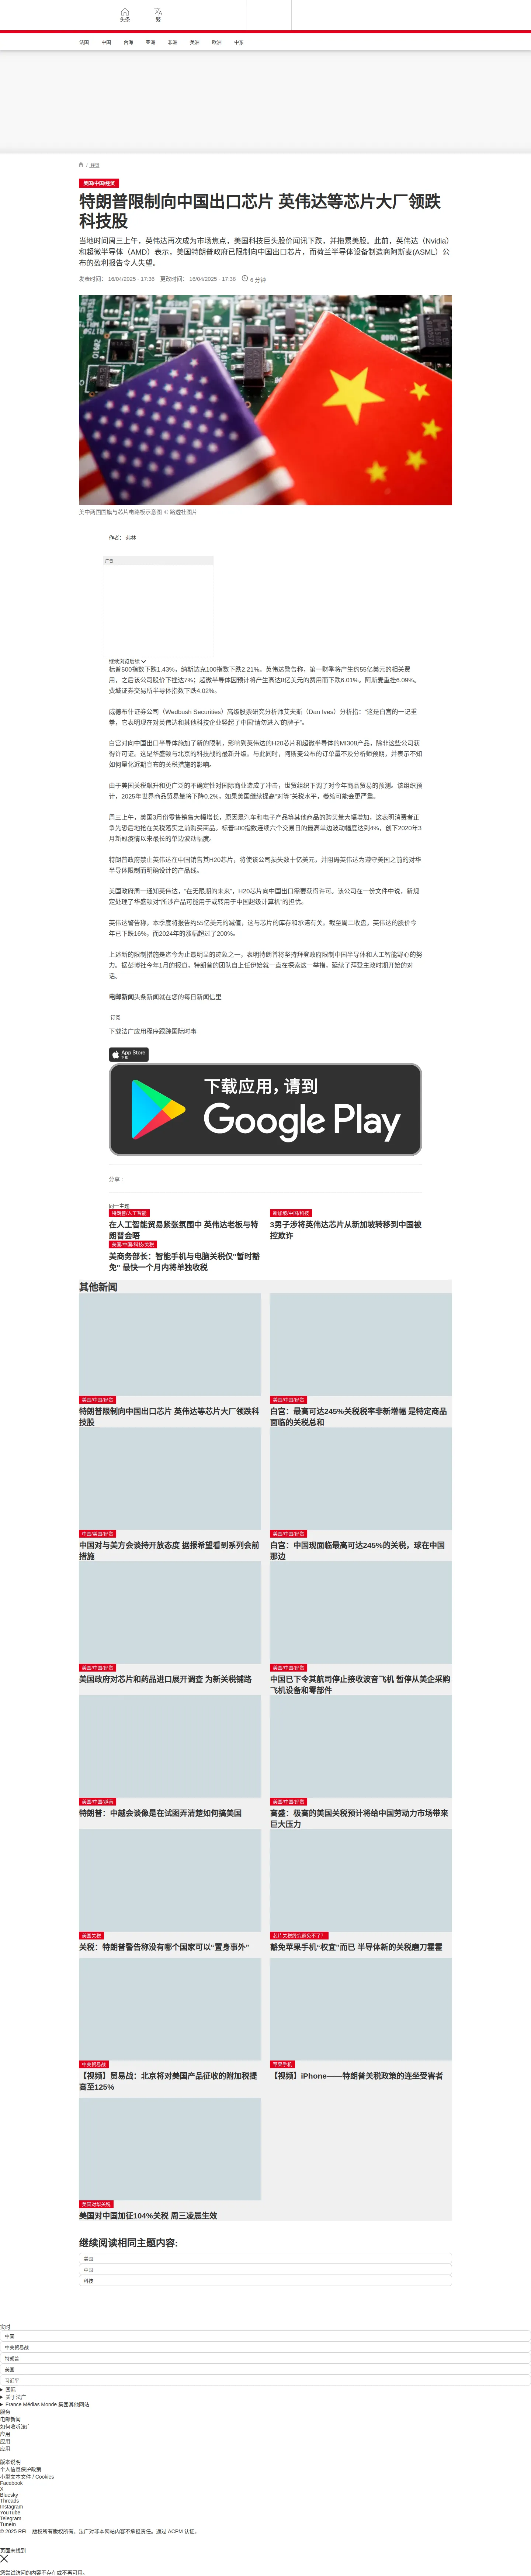 头条
繁
法国
中国
台海
亚洲
非洲
美洲
欧洲
中东
/ 经贸
美国/中国/经贸
特朗普限制向中国出口芯片 英伟达等芯片大厂领跌
科技股
当地时间周三上午，英伟达再次成为市场焦点，美国科技巨头股价闻讯下跌，并拖累美股。此前，英伟达（Nvidia）
和超微半导体（AMD）表示，美国特朗普政府已限制向中国出口芯片，而荷兰半导体设备制造商阿斯麦(ASML）公
布的盈利报告令人失望。
发表时间： 16/04/2025 - 17:36 更改时间： 16/04/2025 - 17:38 6 分钟
美中两国国旗与芯片电路板示意图 © 路透社图片
作者： 弗林
广告
继续浏览后续
标普500指数下跌1.43%，纳斯达克100指数下跌2.21%。英伟达警告称，第一财季将产生约55亿美元的相关费
用，之后该公司股价下挫达7%；超微半导体因预计将产生高达8亿美元的费用而下跌6.01%。阿斯麦重挫6.09%。
费城证券交易所半导体指数下跌4.02%。
威德布什证券公司（Wedbush Securities）高级股票研究分析师艾夫斯（Dan Ives）分析指：“这是白宫的一记重
拳，它表明现在对英伟达和其他科技企业竖起了中国‘请勿进入’的牌子”。
白宫对向中国出口半导体施加了新的限制，影响到英伟达的H20芯片和超微半导体的MI308产品，除非这些公司获
得许可证。这是华盛顿与北京的科技战的最新升级。与此同时，阿斯麦公布的订单量不及分析师预期，并表示不知
如何量化近期宣布的关税措施的影响。
由于美国关税飙升和更广泛的不确定性对国际商业造成了冲击，世贸组织下调了对今年商品贸易的预测。该组织预
计，2025年世界商品贸易量将下降0.2%，如果美国继续提高“对等”关税水平，萎缩可能会更严重。
周三上午，美国3月份零售销售大幅增长，原因是汽车和电子产品等其他商品的购买量大幅增加，这表明消费者正
争先恐后地抢在关税落实之前购买商品。标普500指数连续六个交易日的最高单边波动幅度达到4%，创下2020年3
月新冠疫情以来最长的单边波动幅度。
特朗普政府禁止英伟达在中国销售其H20芯片，将使该公司损失数十亿美元，并阻碍英伟达为遵守美国之前的对华
半导体限制而明确设计的产品线。
美国政府周一通知英伟达，“在无限期的未来”，H20芯片向中国出口需要获得许可。该公司在一份文件中说，新规
定处理了华盛顿对“所涉产品可能用于或转用于中国超级计算机”的担忧。
英伟达警告称，本季度将报告约55亿美元的减值，这与芯片的库存和承诺有关。截至周二收盘，英伟达的股价今
年已下跌16%，而2024年的涨幅超过了200%。
上述新的限制措施是迄今为止最明显的迹象之一，表明特朗普将坚持拜登政府限制中国半导体和人工智能野心的努
力。据彭博社今年1月的报道，特朗普的团队自上任伊始就一直在探索这一举措，延续了拜登主政时期开始的对
话。
电邮新闻头条新闻就在您的每日新闻信里
订阅
下载法广应用程序跟踪国际时事
App Store
下载
下载应用，请到
Google Play
分享 :
同一主题
特朗普/人工智能
在人工智能贸易紧张氛围中 英伟达老板与特
朗普会晤
新加坡/中国/科技
3男子涉将英伟达芯片从新加坡转移到中国被
控欺诈
美国/中国/科技/关税
美商务部长：智能手机与电脑关税仅“暂时豁
免” 最快一个月内将单独收税
其他新闻
美国/中国/经贸
特朗普限制向中国出口芯片 英伟达等芯片大厂领跌科
技股
美国/中国/经贸
白宫：最高可达245%关税税率非新增幅 是特定商品
面临的关税总和
中国/美国/经贸
中国对与美方会谈持开放态度 据报希望看到系列会前
措施
美国/中国/经贸
白宫：中国现面临最高可达245%的关税，球在中国
那边
美国/中国/经贸
美国政府对芯片和药品进口展开调查 为新关税铺路
美国/中国/经贸
中国已下令其航司停止接收波音飞机 暂停从美企采购
飞机设备和零部件
美国/中国/越南
特朗普：中越会谈像是在试图弄清楚如何搞美国
美国/中国/经贸
高盛：极高的美国关税预计将给中国劳动力市场带来
巨大压力
美国关税
关税：特朗普警告称没有哪个国家可以“置身事外”
芯片关税终究避免不了！
豁免苹果手机“权宜”而已 半导体新的关税磨刀霍霍
中美贸易战
【视频】贸易战：北京将对美国产品征收的附加税提
高至125%
苹果手机
【视频】iPhone——特朗普关税政策的连坐受害者
美国对华关税
美国对中国加征104%关税 周三凌晨生效
继续阅读相同主题内容:
美国
中国
科技
实时
中国
中美贸易战
特朗普
美国
习近平
国际
关于法广
France Médias Monde 集团其他网站
服务
电邮新闻
如何收听法广
应用
应用
应用
版本说明
个人信息保护政策
小型文本文件 / Cookies
Facebook
X
Bluesky
Threads
Instagram
YouTube
Telegram
TuneIn
© 2025 RFI – 版权所有版权所有。法广对非本网站内容不承担责任。通过 ACPM 认证。
页面未找到
您尝试访问的内容不存在或不再可用。